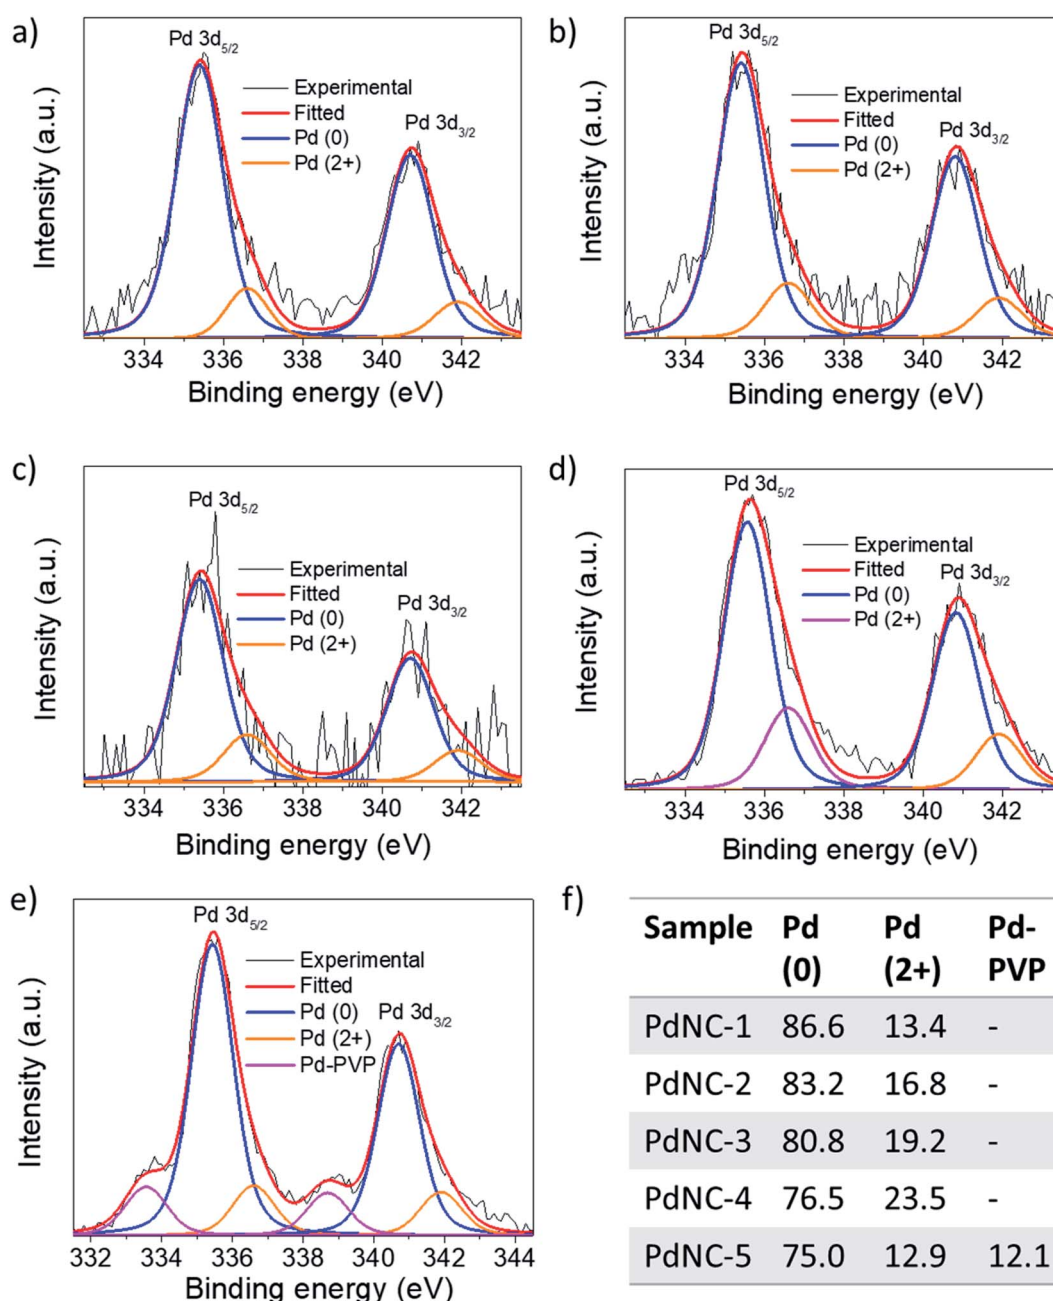 a)
Pd 3d5/2
Experimental
Fitted
Pd (0)
Pd (2+)
Pd 3d3/2
Intensity (a.u.)
334 336 338 340 342
Binding energy (eV)
b)
Pd 3d5/2
Experimental
Fitted
Pd (0)
Pd (2+)
Pd 3d3/2
Intensity (a.u.)
334 336 338 340 342
Binding energy (eV)
c)
Pd 3d5/2
Experimental
Fitted
Pd (0)
Pd (2+)
Pd 3d3/2
Intensity (a.u.)
334 336 338 340 342
Binding energy (eV)
d)
Pd 3d5/2
Experimental
Fitted
Pd (0)
Pd (2+)
Pd 3d3/2
Intensity (a.u.)
334 336 338 340 342
Binding energy (eV)
e)
Pd 3d5/2
Experimental
Fitted
Pd (0)
Pd (2+)
Pd-PVP
Pd 3d3/2
Intensity (a.u.)
332 334 336 338 340 342 344
Binding energy (eV)
f)
Sample Pd Pd Pd-
(0) (2+) PVP
PdNC-1 86.6 13.4 -
PdNC-2 83.2 16.8 -
PdNC-3 80.8 19.2 -
PdNC-4 76.5 23.5 -
PdNC-5 75.0 12.9 12.1